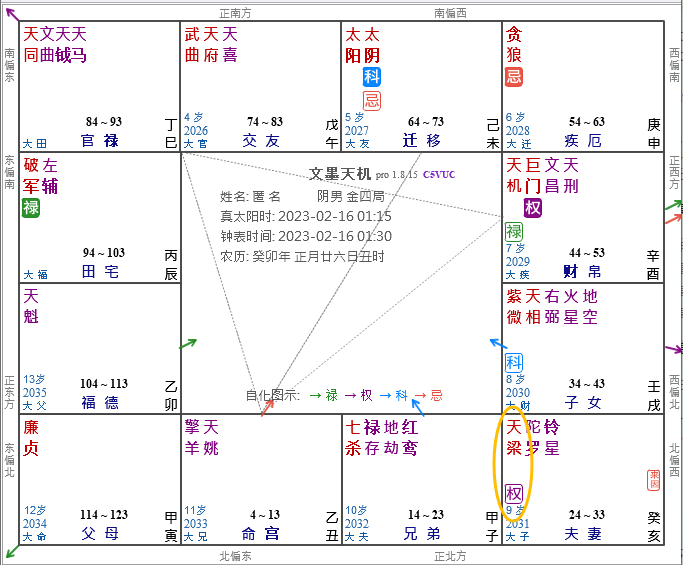 正南方
南偏西
南偏东
天文天天
同曲钺马
84～93
丁
大田
官禄
巳
武天天
曲府喜
4岁
2026
74～83
戊
大官
交友
午
太太
阳阴
科
忌
5岁
2027
64～73
己
大友
迁移
未
贪
狼
忌
6岁
2028
54～63
庚
大迁
疾厄
申
西偏南
东偏南
破左
军辅
禄
94～103
丙
大福
田宅
辰
文墨天机 pro 1.8.15 C5VUC
姓名: 匿名 阴男 金四局
真太阳时: 2023-02-16 01:15
钟表时间: 2023-02-16 01:30
农历: 癸卯年 正月廿六日丑时
自化图示: →禄 →权 →科 →忌
天巨文天
机门昌刑
权
禄
7岁
2029
44～53
辛
大疾
财帛
酉
正西方
正东方
天
魁
13岁
2035
104～113
乙
大父
福德
卯
紫天右火地
微相弼星空
科
8岁
2030
34～43
壬
大财
子女
戌
西偏北
东偏北
廉
贞
12岁
2034
114～123
甲
大命
父母
寅
擎天
羊姚
11岁
2033
4～13
乙
大兄
命宫
丑
七禄地红
杀存劫鸾
10岁
2032
14～23
甲
大夫
兄弟
子
天陀铃
梁罗星
权
来因
9岁
2031
24～33
癸
大子
夫妻
亥
北偏西
北偏东
正北方